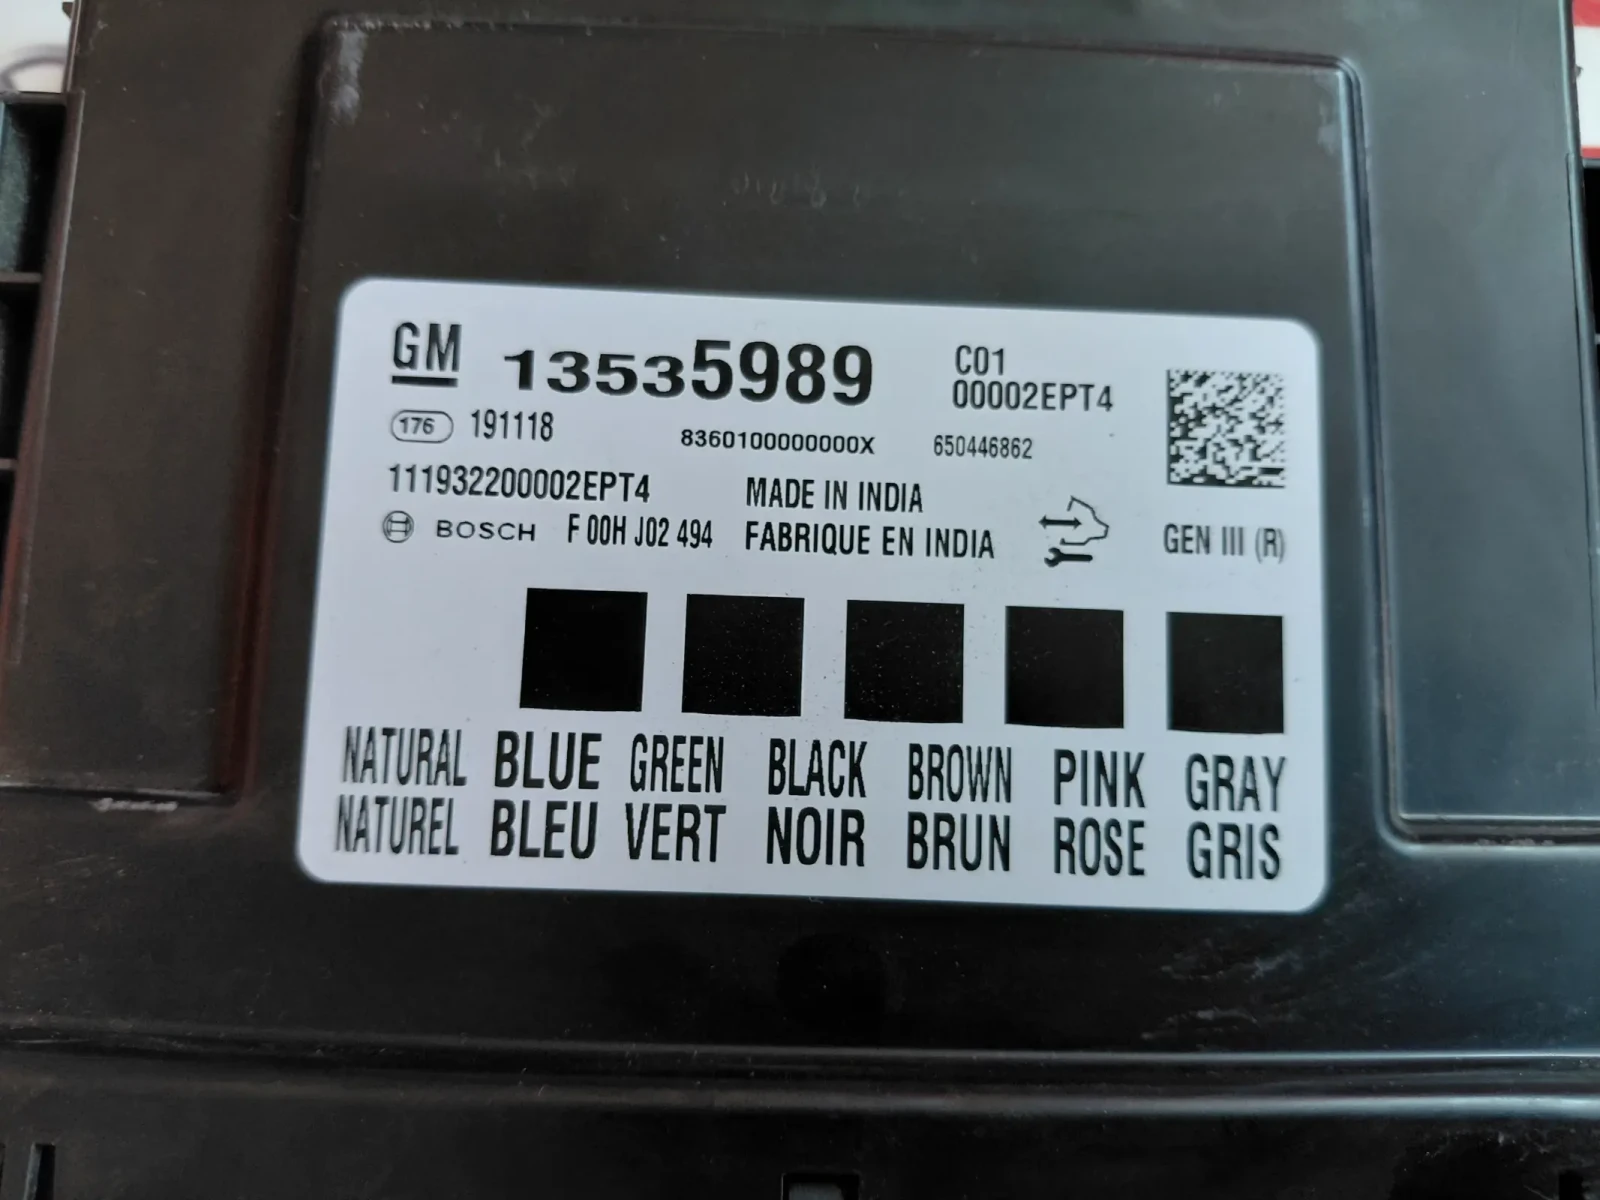 GM 13535989 C01
00002EPT4
176 191118 8360100000000X 650446862
111932200002EPT4 MADE IN INDIA
BOSCH F 00H J02 494 FABRIQUE EN INDIA GEN III (R)
NATURAL BLUE GREEN BLACK BROWN PINK GRAY
NATUREL BLEU VERT NOIR BRUN ROSE GRIS